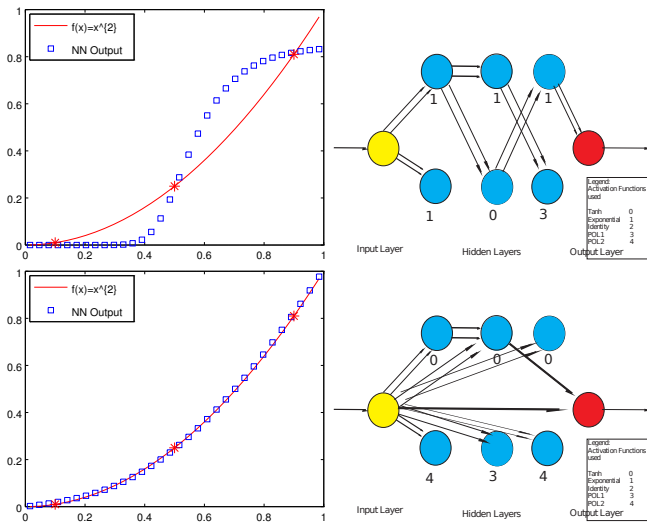 f(x)=x^{2}
NN Output
1
0.8
0.6
0.4
0.2
0
0 0.2 0.4 0.6 0.8 1
1 1 1
1 0 3
Input Layer Hidden Layers Output Layer
Legend:
Activation Functions
used
Tanh 0
Exponential 1
Identity 2
POL1 3
POL2 4
f(x)=x^{2}
NN Output
1
0.8
0.6
0.4
0.2
0
0 0.2 0.4 0.6 0.8 1
0 0 0
4 3 4
Input Layer Hidden Layers Output Layer
Legend:
Activation Functions
used
Tanh 0
Exponential 1
Identity 2
POL1 3
POL2 4